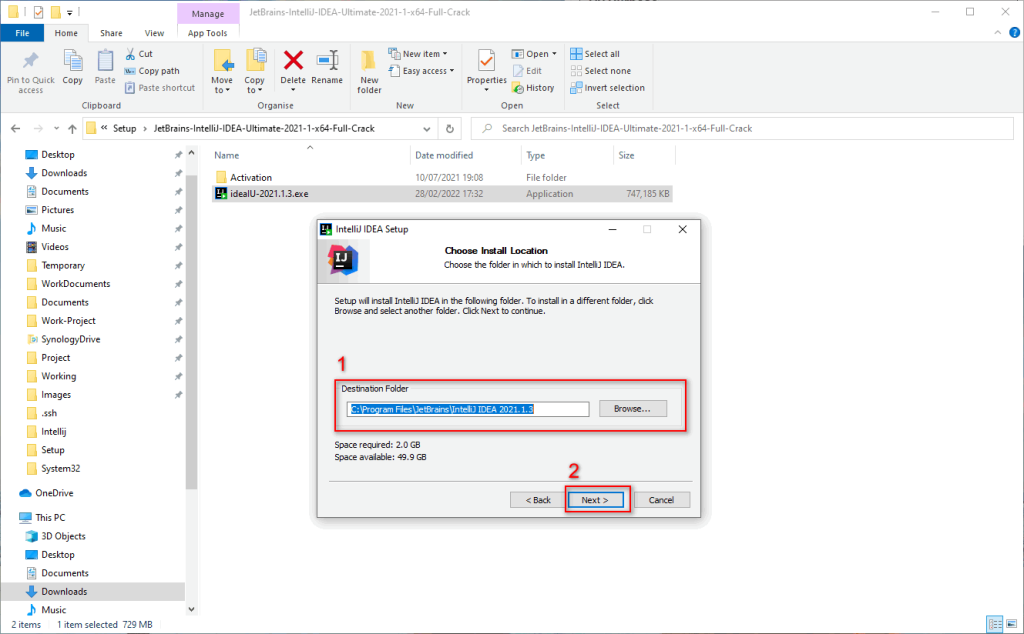 Manage
JetBrains-IntelliJ-IDEA-Ultimate-2021-1-x64-Full-Crack
File
Home
Share
View
App Tools
Pin to Quick
access
Copy
Paste
Cut
Copy path
Paste shortcut
Clipboard
Move
to
Copy
to
Delete
Rename
Organise
New
folder
New item
Easy access
New
Properties
Open
Edit
History
Open
Select all
Select none
Invert selection
Select
« Setup › JetBrains-IntelliJ-IDEA-Ultimate-2021-1-x64-Full-Crack
Search JetBrains-IntelliJ-IDEA-Ultimate-2021-1-x64-Full-Crack
Desktop
Downloads
Documents
Pictures
Music
Videos
Temporary
WorkDocuments
Documents
Work-Project
SynologyDrive
Project
Working
Images
.ssh
Intellij
Setup
System32
OneDrive
This PC
3D Objects
Desktop
Documents
Downloads
Music
Name Date modified Type Size
Activation 10/07/2021 19:08 File folder
ideaIU-2021.1.3.exe 28/02/2022 17:32 Application 747,185 KB
IntelliJ IDEA Setup
IJ
Choose Install Location
Choose the folder in which to install IntelliJ IDEA.
Setup will install IntelliJ IDEA in the following folder. To install in a different folder, click
Browse and select another folder. Click Next to continue.
1
Destination Folder
C:\Program Files\JetBrains\IntelliJ IDEA 2021.1.3
Browse...
Space required: 2.0 GB
Space available: 49.9 GB
2
< Back
Next >
Cancel
2 items 1 item selected 729 MB